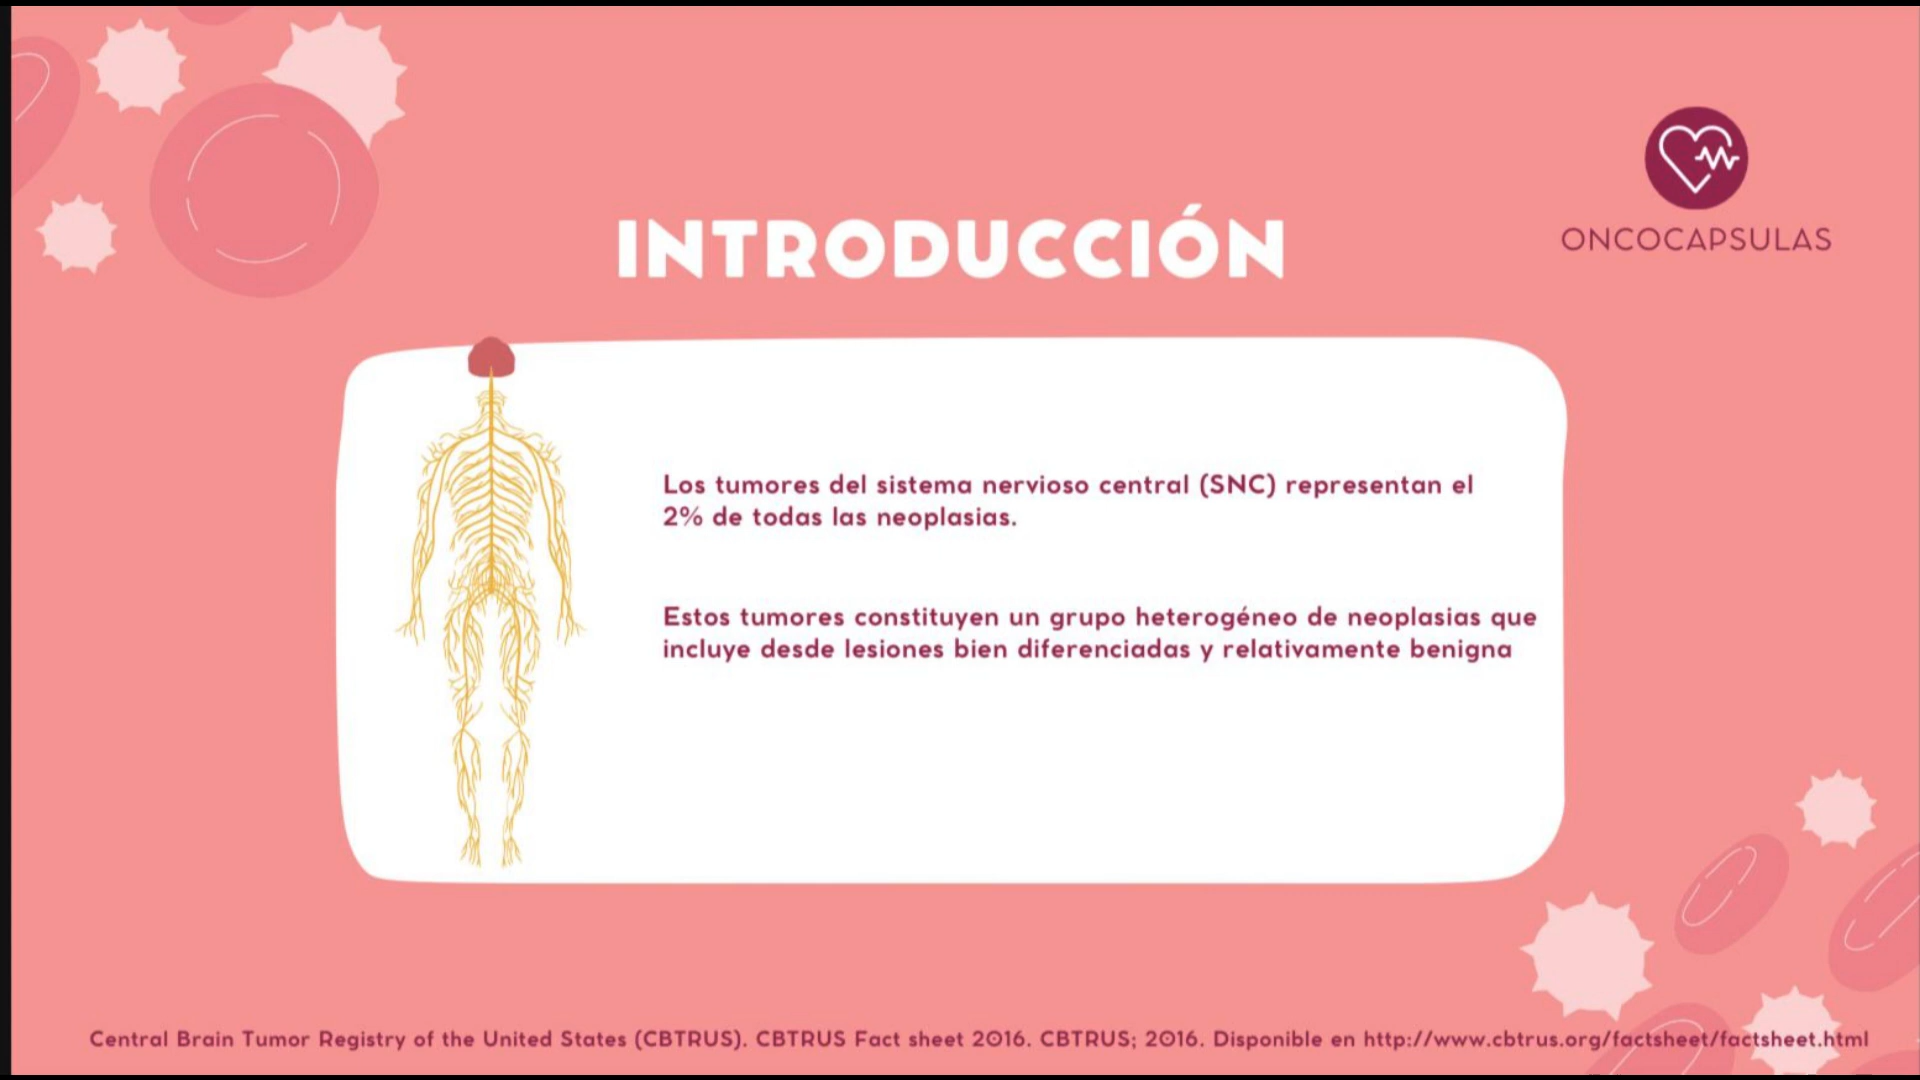 ONCOCAPSULAS
INTRODUCCIÓN
Los tumores del sistema nervioso central (SNC) representan el
2% de todas las neoplasias.
Estos tumores constituyen un grupo heterogéneo de neoplasias que
incluye desde lesiones bien diferenciadas y relativamente benigna
Central Brain Tumor Registry of the United States (CBTRUS). CBTRUS Fact sheet 2016. CBTRUS; 2016. Disponible en http://www.cbtrus.org/factsheet/factsheet.html